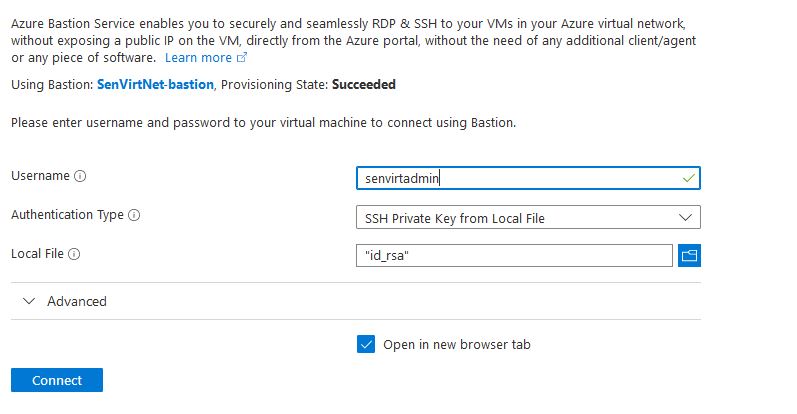 Azure Bastion Service enables you to securely and seamlessly RDP & SSH to your VMs in your Azure virtual network,
without exposing a public IP on the VM, directly from the Azure portal, without the need of any additional client/agent
or any piece of software. Learn more
Using Bastion: SenVirtNet-bastion, Provisioning State: Succeeded
Please enter username and password to your virtual machine to connect using Bastion.
Username senvirtadmin
Authentication Type SSH Private Key from Local File
Local File "id_rsa"
Advanced
Open in new browser tab
Connect